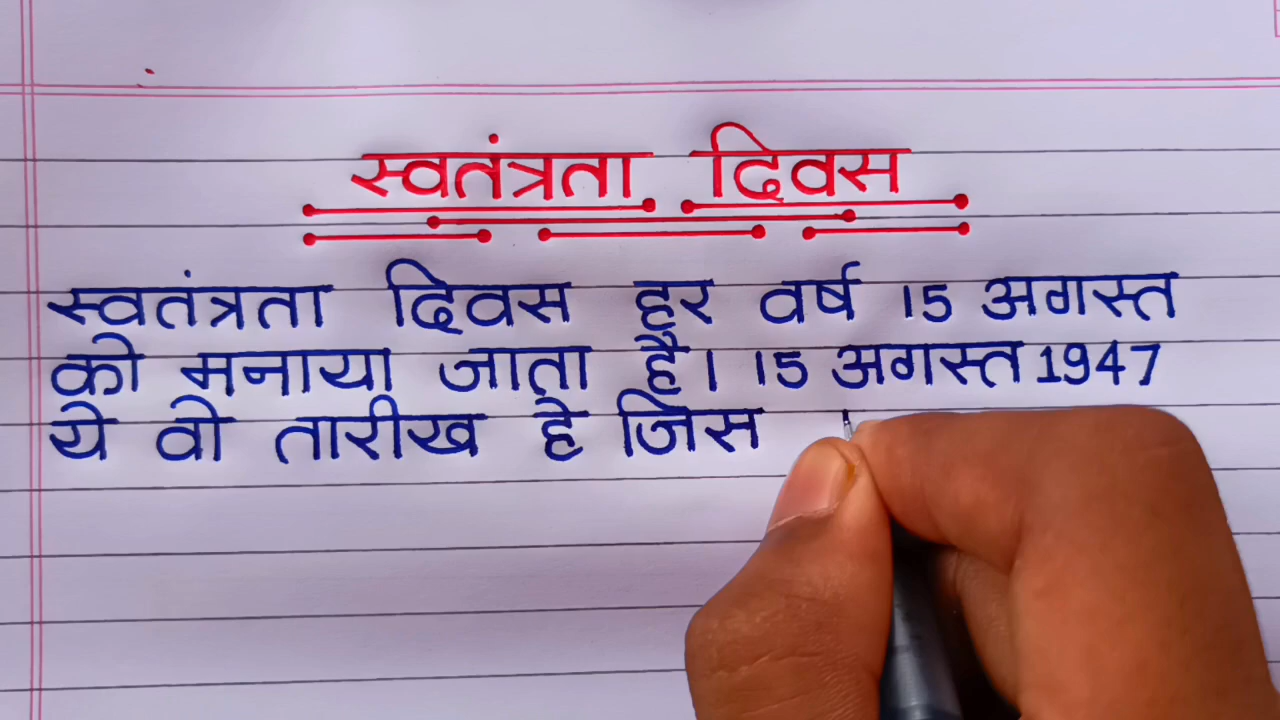 स्वतंत्रता दिवस
स्वतंत्रता दिवस हर वर्ष 15 अगस्त
को मनाया जाता है। 15 अगस्त 1947
ये वो तारीख हे जिस